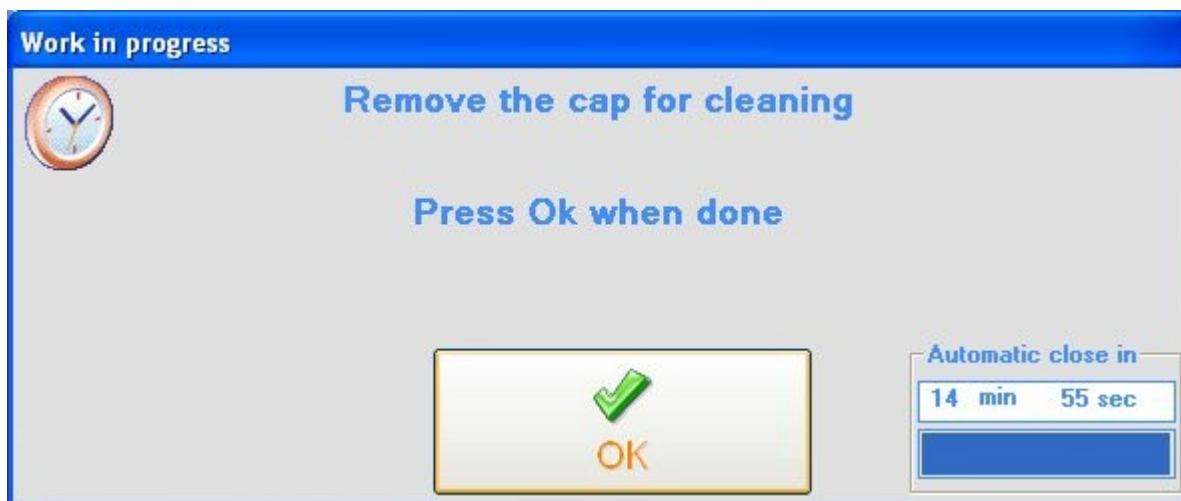 Work in progress
Remove the cap for cleaning
Press Ok when done
Automatic close in
14 min 55 sec
OK